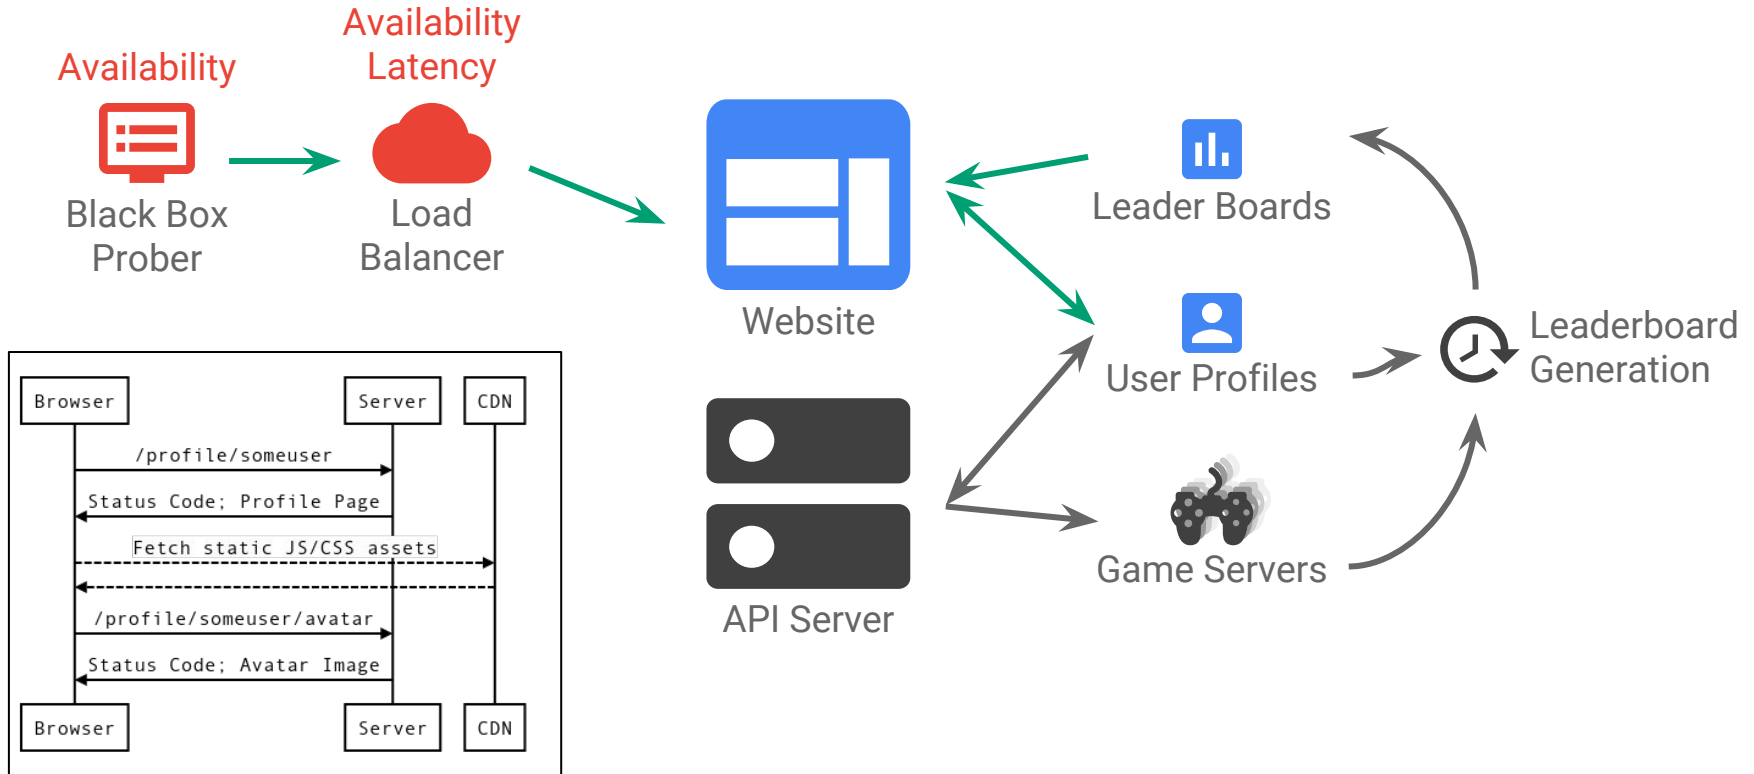 Availability
Availability
Latency
Black Box
Prober
Load
Balancer
Website
Leader Boards
User Profiles
Leaderboard
Generation
Game Servers
API Server
Browser
Server
CDN
/profile/someuser
Status Code; Profile Page
Fetch static JS/CSS assets
/profile/someuser/avatar
Status Code; Avatar Image
Browser
Server
CDN